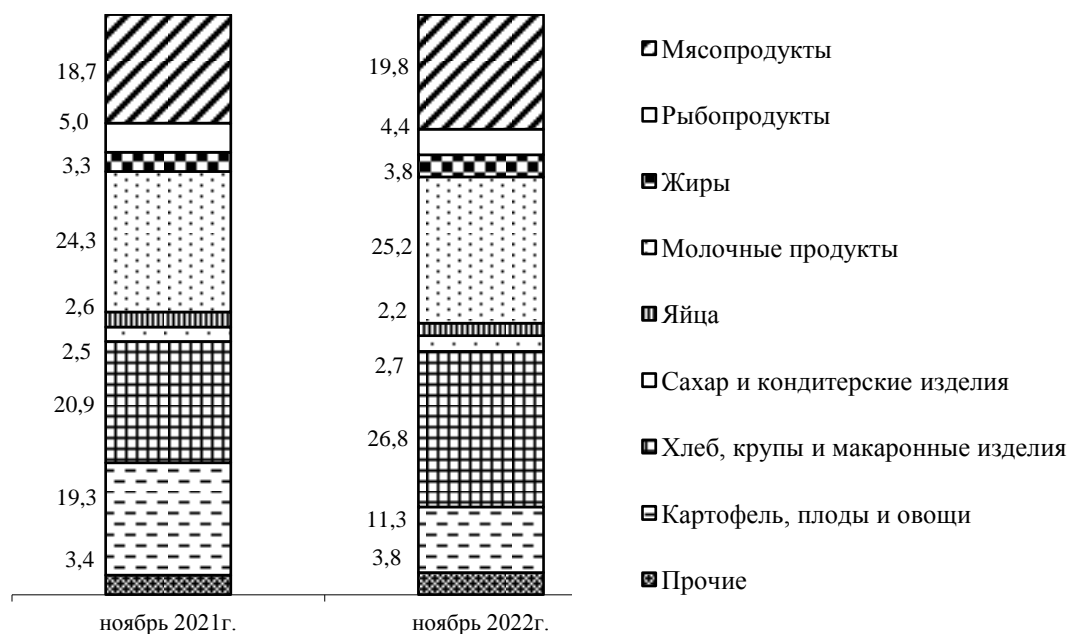 18,7
5,0
3,3
24,3
2,6
2,5
20,9
19,3
3,4
19,8
4,4
3,8
25,2
2,2
2,7
26,8
11,3
3,8
ноябрь 2021г.
ноябрь 2022г.
Мясопродукты
Рыбопродукты
Жиры
Молочные продукты
Яйца
Сахар и кондитерские изделия
Хлеб, крупы и макаронные изделия
Картофель, плоды и овощи
Прочие